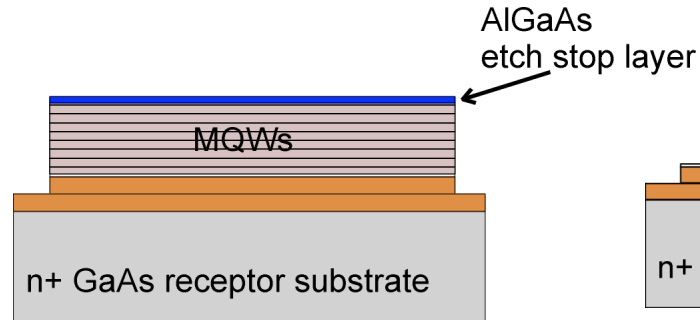 AlGaAs
etch stop layer
MQWs
n+ GaAs receptor substrate
n+